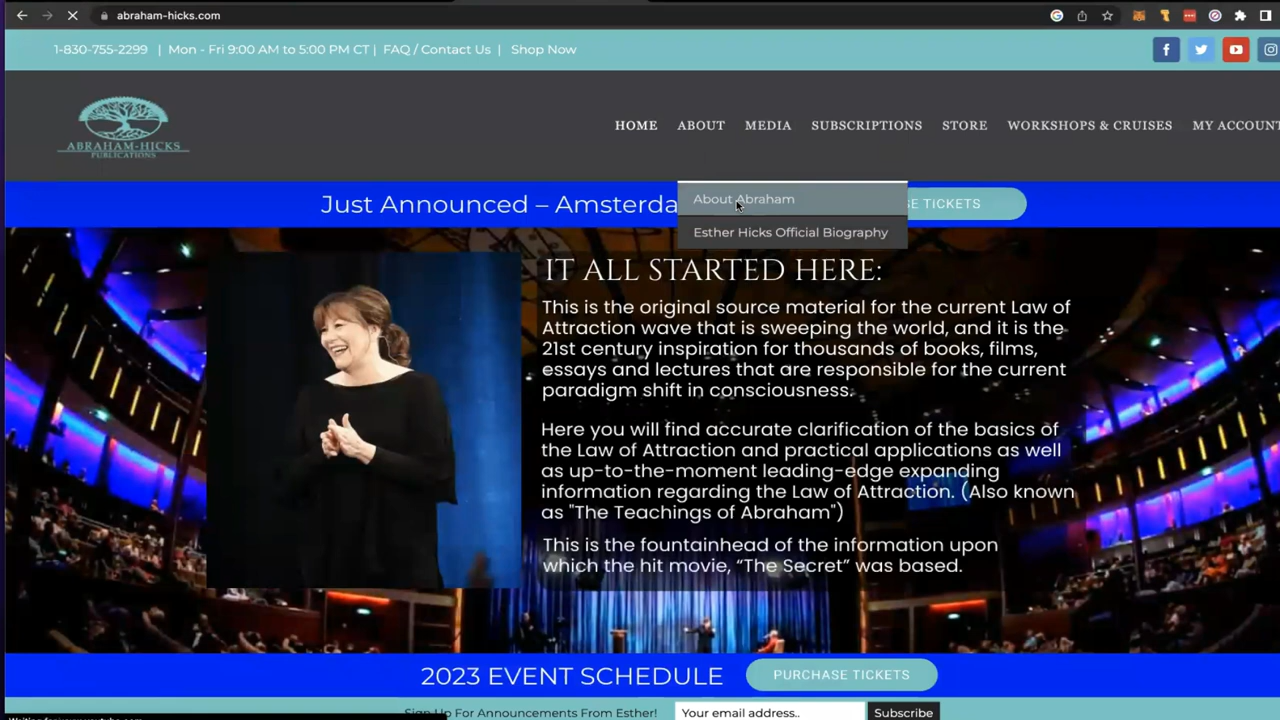 abraham-hicks.com
1-830-755-2299 | Mon - Fri 9:00 AM to 5:00 PM CT | FAQ / Contact Us | Shop Now
ABRAHAM-HICKS
PUBLICATIONS
HOME ABOUT MEDIA SUBSCRIPTIONS STORE WORKSHOPS & CRUISES MY ACCOUNT
About Abraham
Esther Hicks Official Biography
Just Announced – Amsterda
TICKETS
IT ALL STARTED HERE:
This is the original source material for the current Law of
Attraction wave that is sweeping the world, and it is the
21st century inspiration for thousands of books, films,
essays and lectures that are responsible for the current
paradigm shift in consciousness.
Here you will find accurate clarification of the basics of
the Law of Attraction and practical applications as well
as up-to-the-moment leading-edge expanding
information regarding the Law of Attraction. (Also known
as "The Teachings of Abraham")
This is the fountainhead of the information upon
which the hit movie, “The Secret” was based.
2023 EVENT SCHEDULE
PURCHASE TICKETS
Sign Up For Announcements From Esther!
Your email address..
Subscribe